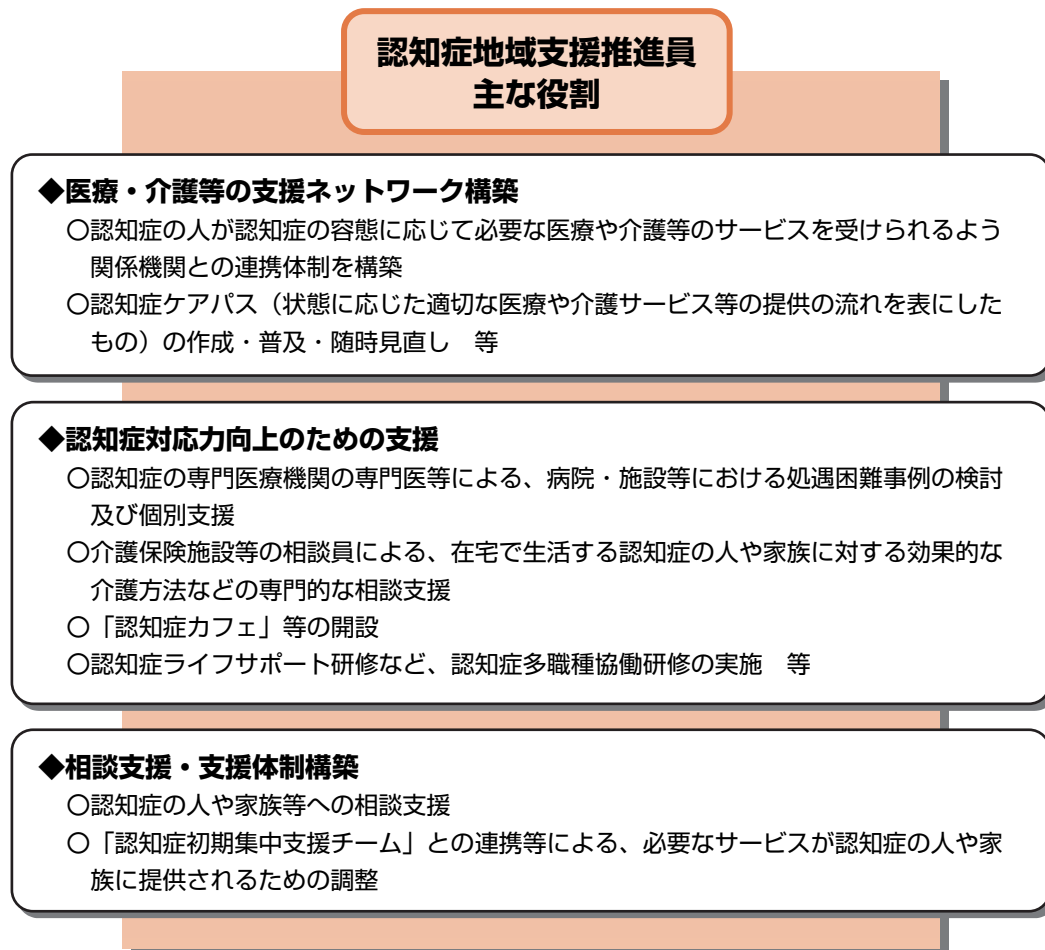 認知症地域支援推進員
主な役割
◆医療・介護等の支援ネットワーク構築
〇認知症の人が認知症の容態に応じて必要な医療や介護等のサービスを受けられるよう
関係機関との連携体制を構築
〇認知症ケアパス（状態に応じた適切な医療や介護サービス等の提供の流れを表にした
もの）の作成・普及・随時見直し　等
◆認知症対応力向上のための支援
〇認知症の専門医療機関の専門医等による、病院・施設等における処遇困難事例の検討
及び個別支援
〇介護保険施設等の相談員による、在宅で生活する認知症の人や家族に対する効果的な
介護方法などの専門的な相談支援
〇「認知症カフェ」等の開設
〇認知症ライフサポート研修など、認知症多職種協働研修の実施　等
◆相談支援・支援体制構築
〇認知症の人や家族等への相談支援
〇「認知症初期集中支援チーム」との連携等による、必要なサービスが認知症の人や家
族に提供されるための調整